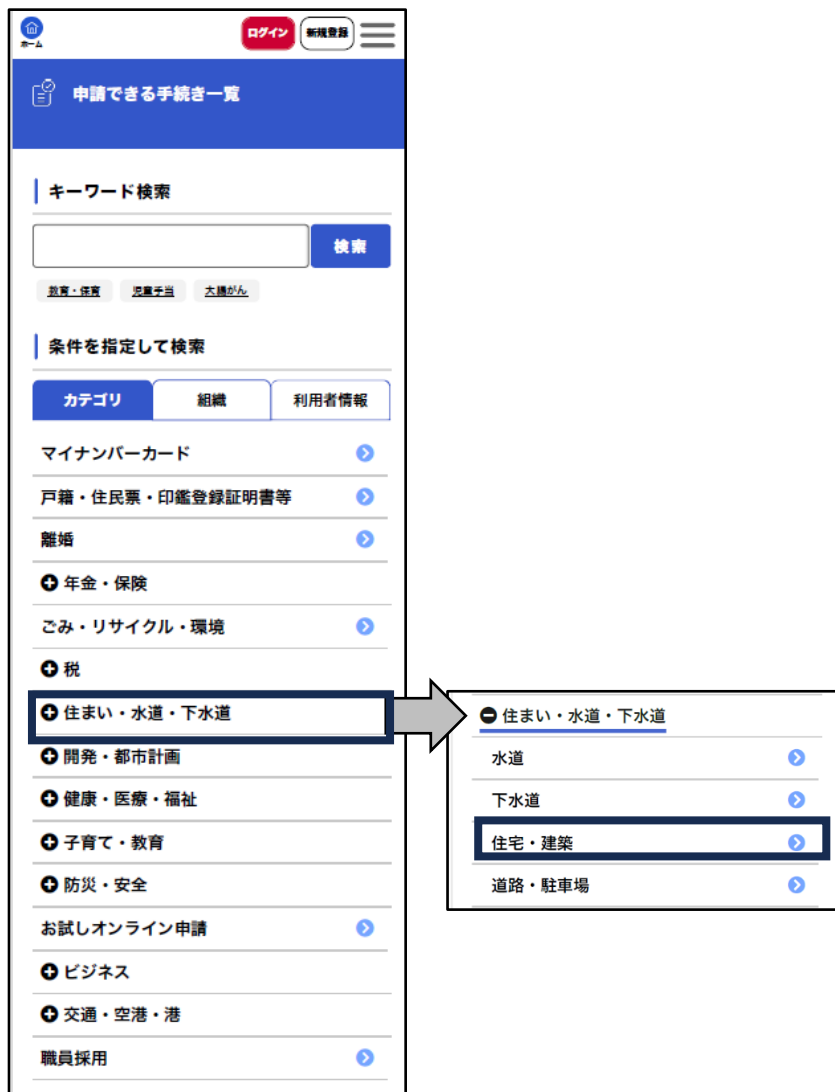 ホーム
ログイン
新規登録
申請できる手続き一覧
キーワード検索
検索
教育・保育 児童手当 大腸がん
条件を指定して検索
カテゴリ 組織 利用者情報
マイナンバーカード
戸籍・住民票・印鑑登録証明書等
離婚
年金・保険
ごみ・リサイクル・環境
税
住まい・水道・下水道
開発・都市計画
健康・医療・福祉
子育て・教育
防災・安全
お試しオンライン申請
ビジネス
交通・空港・港
職員採用
住まい・水道・下水道
水道
下水道
住宅・建築
道路・駐車場